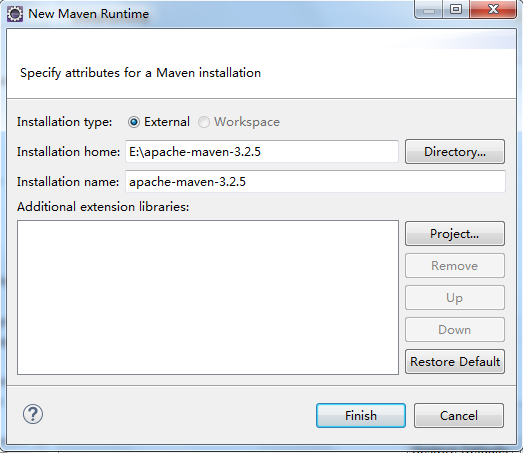 New Maven Runtime
Specify attributes for a Maven installation
Installation type: External Workspace
Installation home: E:\apache-maven-3.2.5 Directory...
Installation name: apache-maven-3.2.5
Additional extension libraries:
Project...
Remove
Up
Down
Restore Default
? Finish Cancel